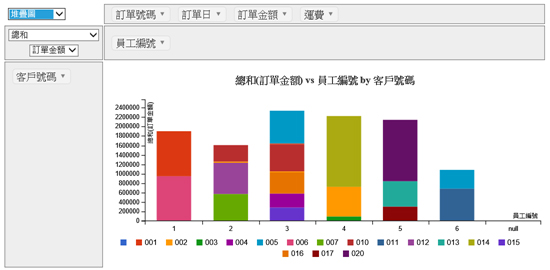 堆疊圖
訂單號碼 訂單日 訂單金額 運費
總和
訂單金額
員工編號
客戶號碼
總和(訂單金額) vs 員工編號 by 客戶號碼
總和(訂單金額)
2400000
2200000
2000000
1800000
1600000
1400000
1200000
1000000
800000
600000
400000
200000
0
員工編號
1 2 3 4 5 6 null
001 002 003 004 005 006 007 010 011 012 013 014 015
016 017 020